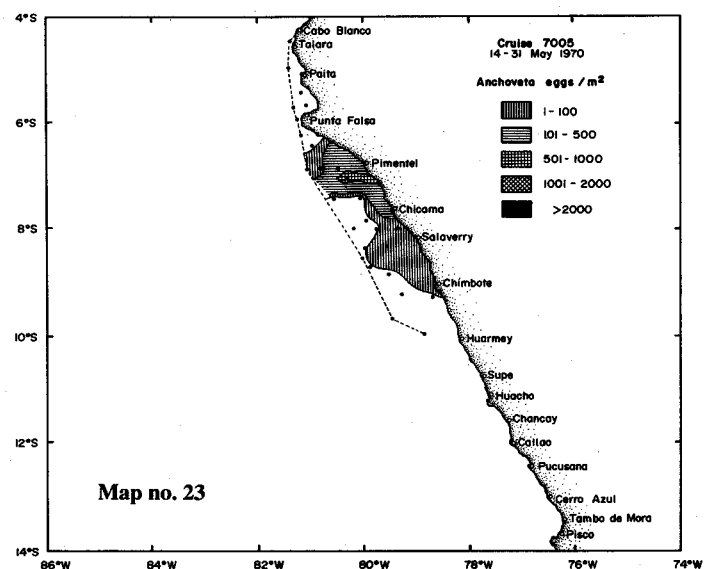 4°S
Cabo Blanco
Talara
Cruise 7005
14-31 May 1970
Paita
Anchoveta eggs/m²
1-100
6°S
Punta Falsa
101-500
501-1000
Pimentel
1001-2000
Chicama
>2000
8°S
Salaverry
Chimbote
10°S
Huarmey
Supe
Huacho
Chancay
12°S
Callao
Pucusana
Map no. 23
Cerro Azul
Tambo de Mora
Pisco
14°S
86°W
84°W
82°W
80°W
78°W
76°W
74°W